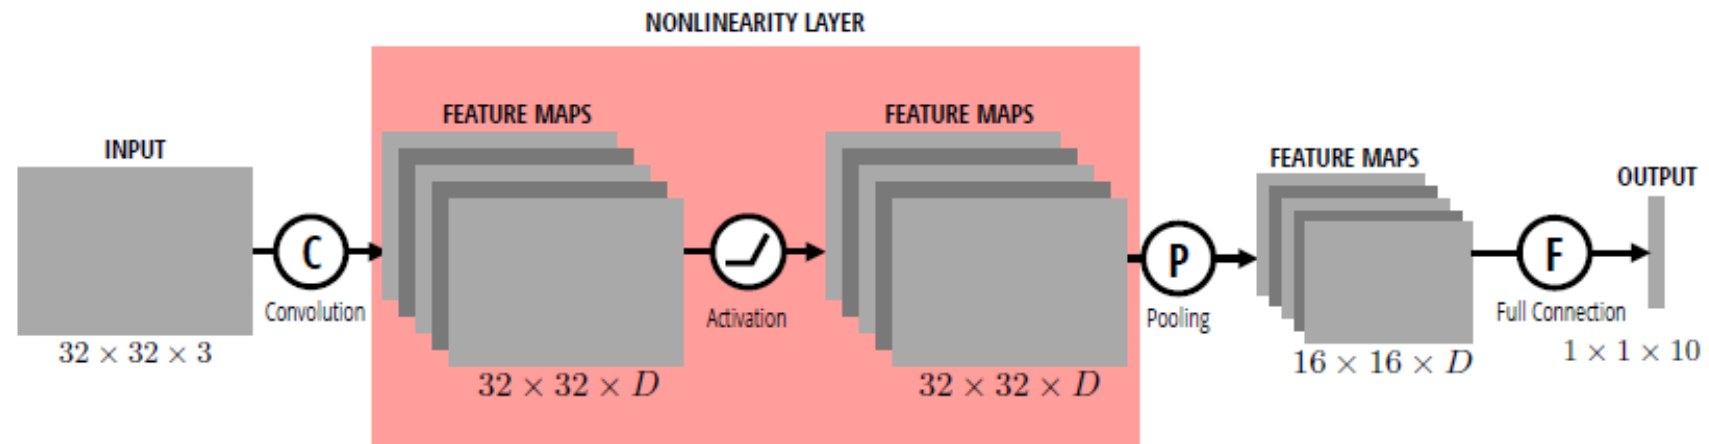 NONLINEARITY LAYER
INPUT
32 × 32 × 3
C
Convolution
FEATURE MAPS
32 × 32 × D
Activation
FEATURE MAPS
32 × 32 × D
P
Pooling
FEATURE MAPS
16 × 16 × D
F
Full Connection
OUTPUT
1 × 1 × 10